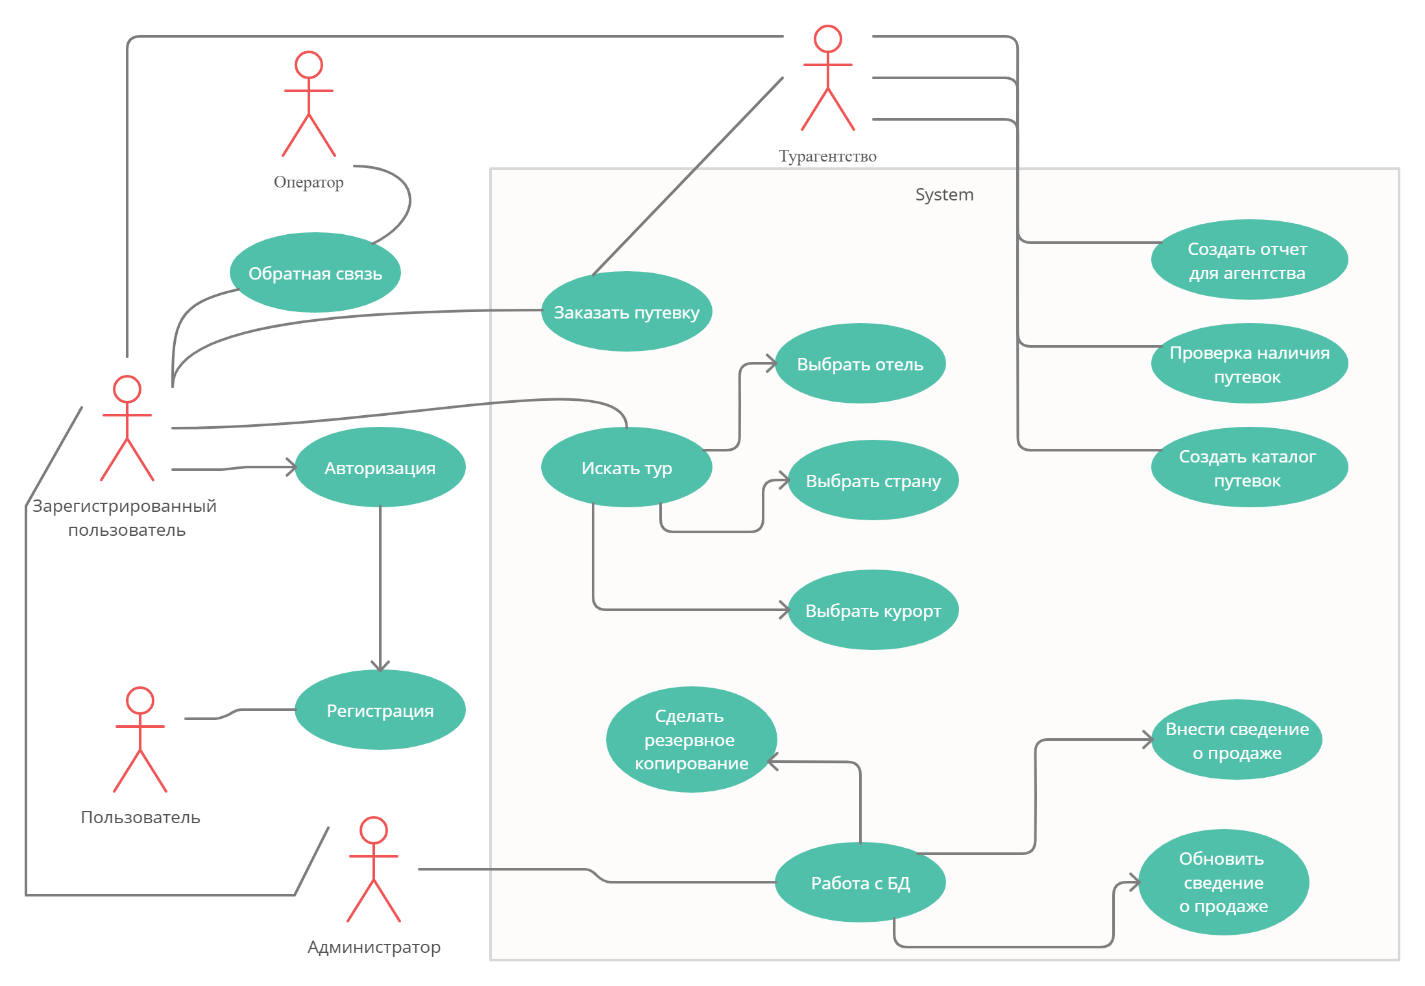 Турагентство
Оператор
System
Создать отчет
для агентства
Обратная связь
Заказать путевку
Проверка наличия
путевок
Выбрать отель
Создать каталог
путевок
Искать тур
Авторизация
Выбрать страну
Зарегистрированный
пользователь
Выбрать курорт
Регистрация
Сделать
резервное
копирование
Внести сведение
о продаже
Пользователь
Обновить
сведение
о продаже
Работа с БД
Администратор